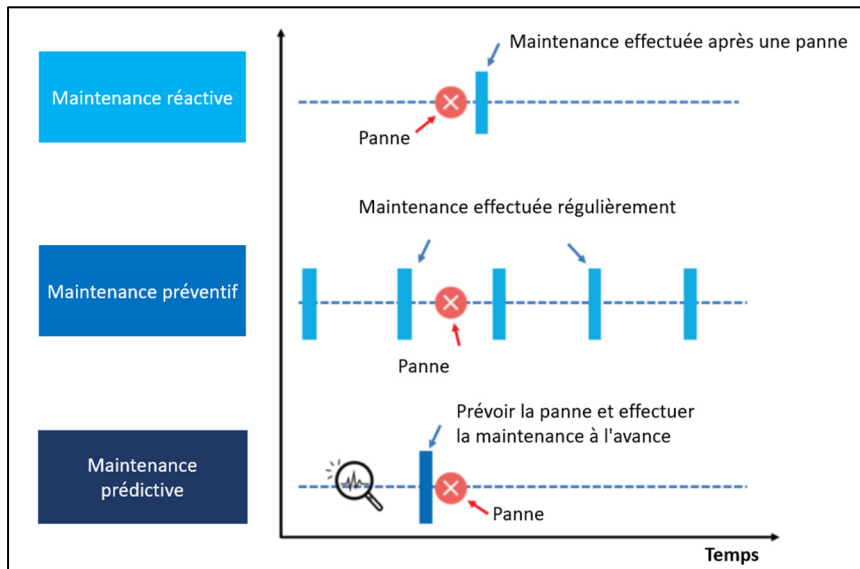 Maintenance effectuée après une panne
Maintenance réactive
Panne
Maintenance effectuée régulièrement
Maintenance préventif
Panne
Prévoir la panne et effectuer
la maintenance à l'avance
Maintenance
prédictive
Panne
Temps